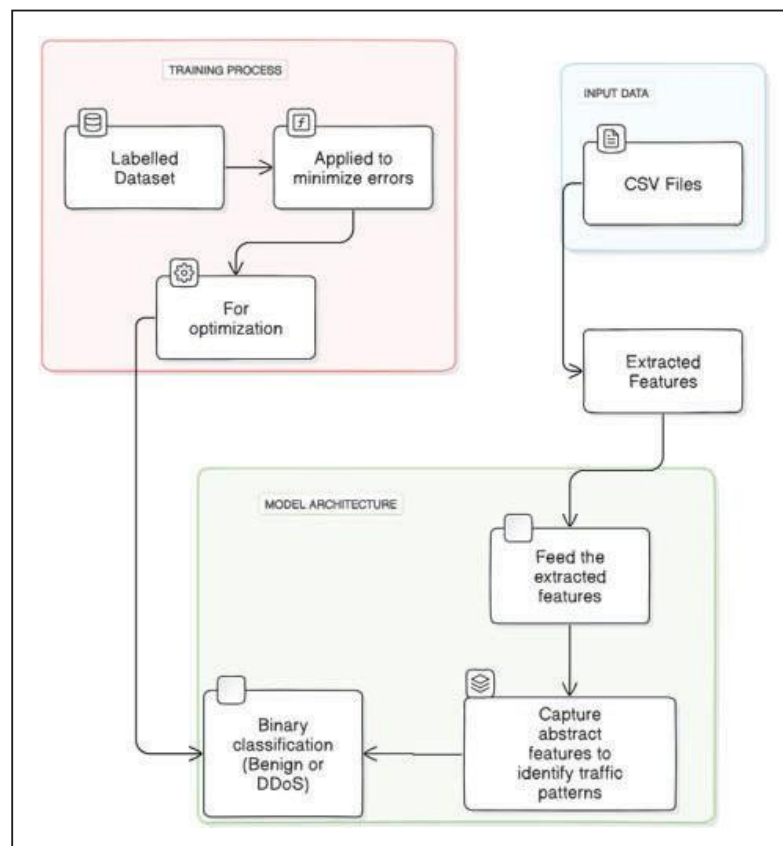 TRAINING PROCESS
Labelled
Dataset
Applied to
minimize errors
For
optimization
INPUT DATA
CSV Files
Extracted
Features
MODEL ARCHITECTURE
Feed the
extracted
features
Capture
abstract
features to
identify traffic
patterns
Binary
classification
(Benign or
DDoS)